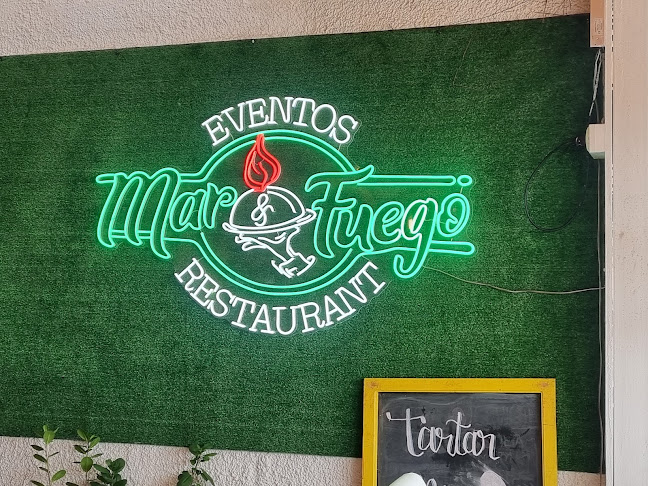 EVENTOS
Mar & Fuego
RESTAURANT
Tartar